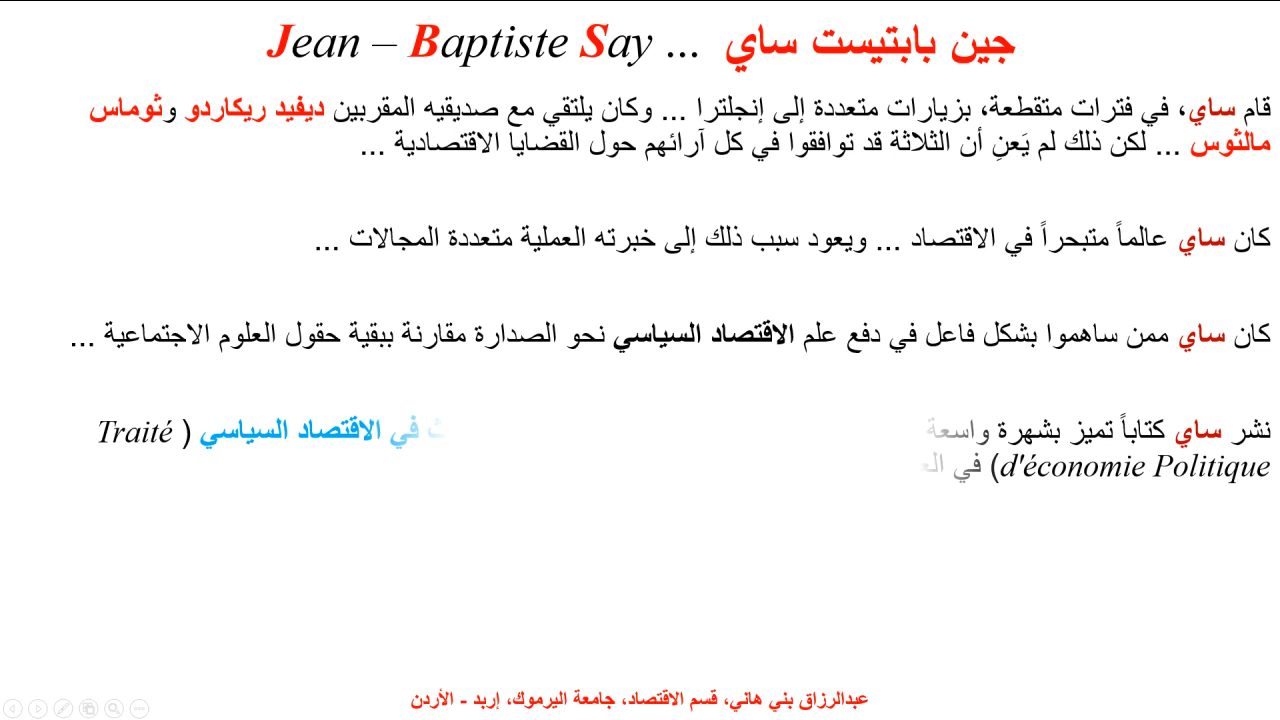 جين بابتيست ساي ... Jean – Baptiste Say
قام ساي، في فترات متقطعة، بزيارات متعددة إلى إنجلترا ... وكان يلتقي مع صديقيه المقربين ديفيد ريكاردو وثوماس
مالثوس ... لكن ذلك لم يَعنِ أن الثلاثة قد توافقوا في كل آرائهم حول القضايا الاقتصادية ...
كان ساي عالماً متبحراً في الاقتصاد ... ويعود سبب ذلك إلى خبرته العملية متعددة المجالات ...
كان ساي ممن ساهموا بشكل فاعل في دفع علم الاقتصاد السياسي نحو الصدارة مقارنة ببقية حقول العلوم الاجتماعية ...
نشر ساي كتاباً تميز بشهرة واسعة في الاقتصاد السياسي ( Traité
d'économie Politique) في
عبدالرزاق بني هاني، قسم الاقتصاد، جامعة اليرموك، إربد - الأردن